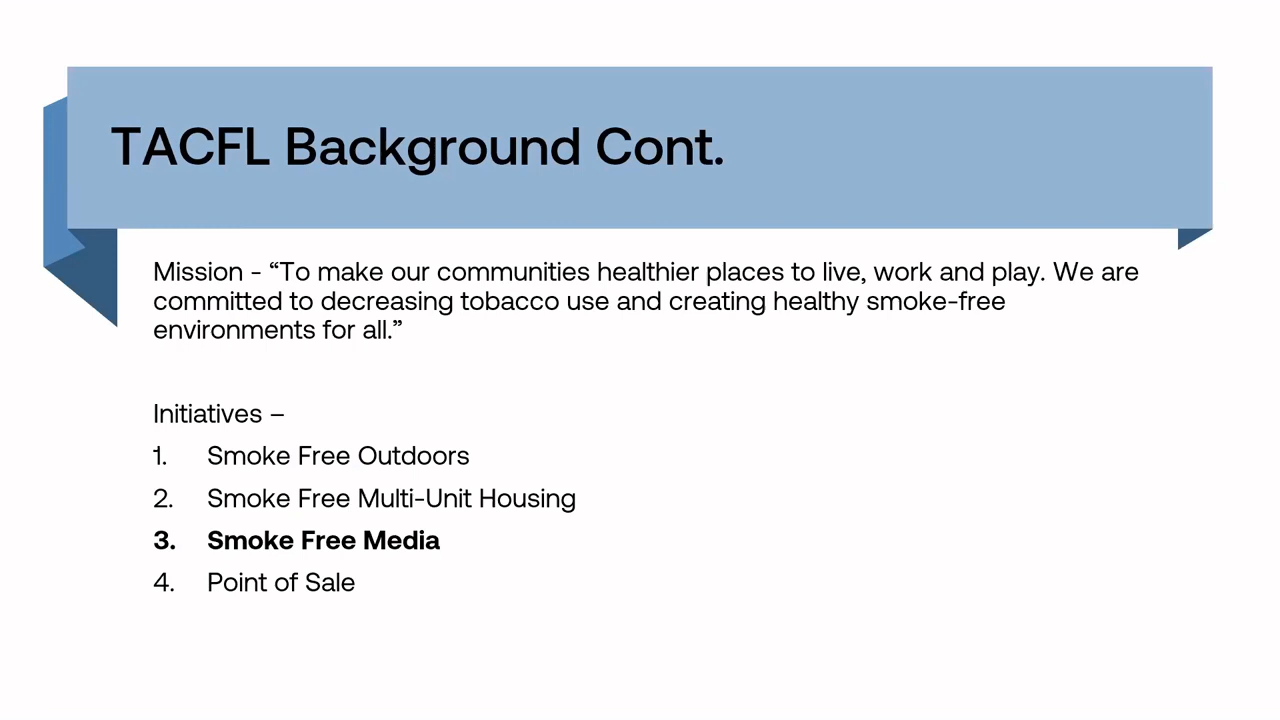 TACFL Background Cont.
Mission - “To make our communities healthier places to live, work and play. We are
committed to decreasing tobacco use and creating healthy smoke-free
environments for all.”
Initiatives –
1. Smoke Free Outdoors
2. Smoke Free Multi-Unit Housing
3. Smoke Free Media
4. Point of Sale